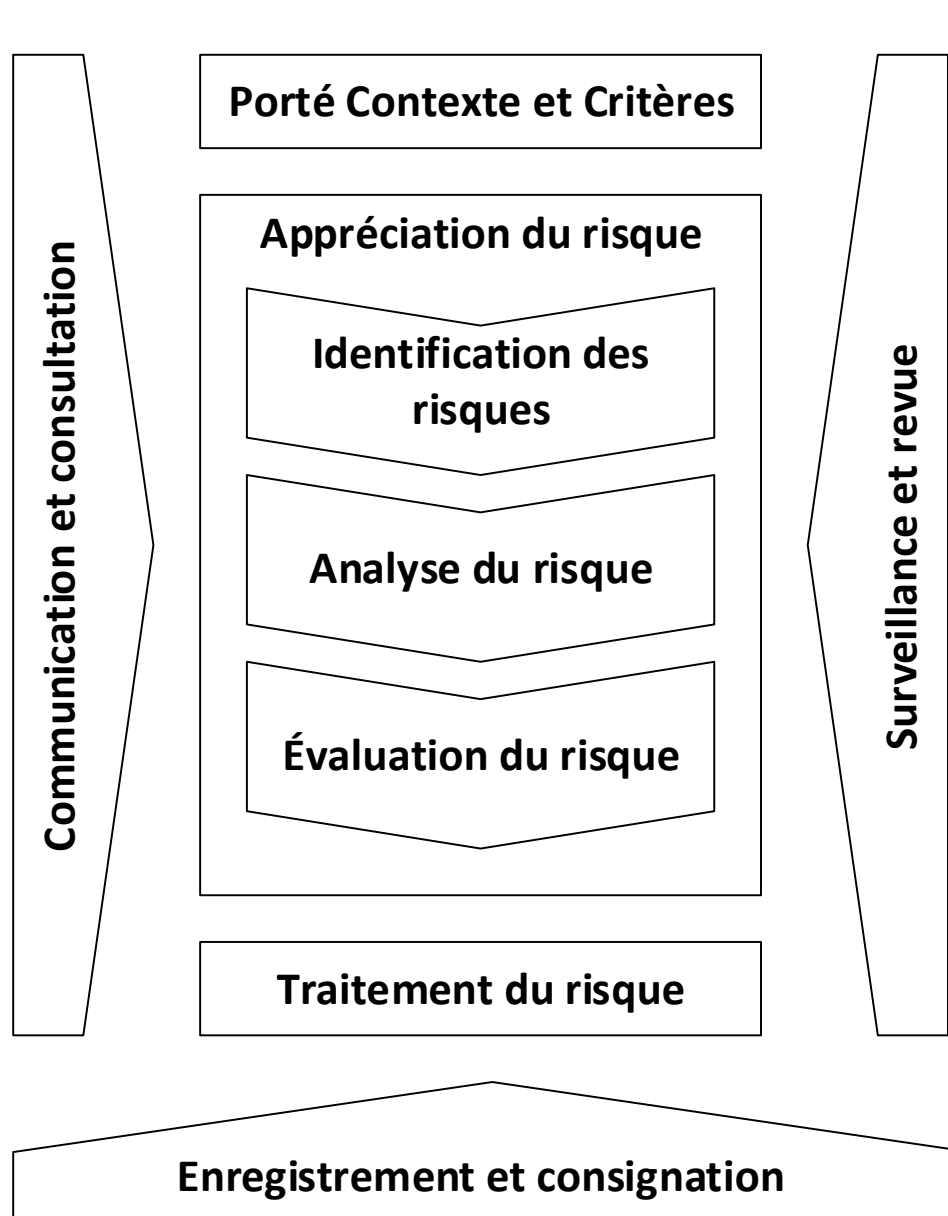 Porté Contexte et Critères
Communication et consultation
Appréciation du risque
Identification des
risques
Analyse du risque
Évaluation du risque
Surveillance et revue
Traitement du risque
Enregistrement et consignation